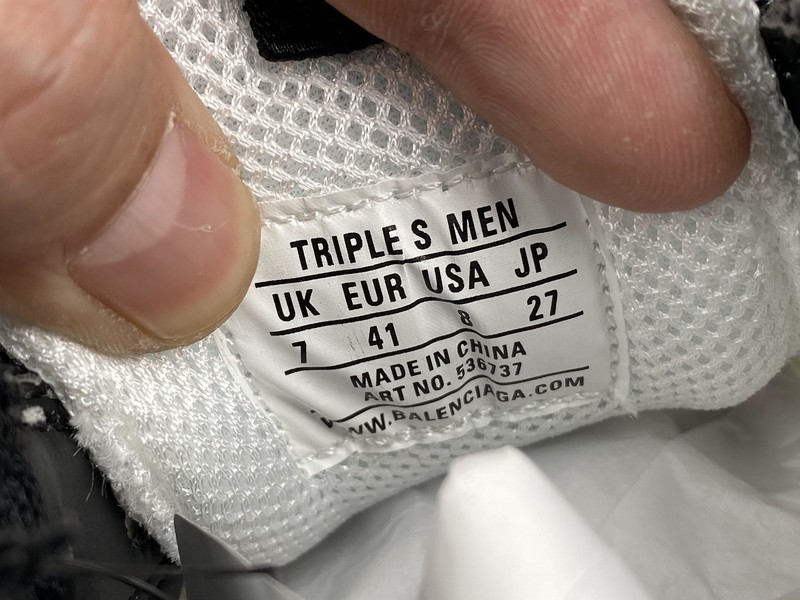 TRIPLE S MEN
UK EUR USA JP
7 41 8 27
MADE IN CHINA
ART NO. 536737
WWW.BALENCIAGA.COM